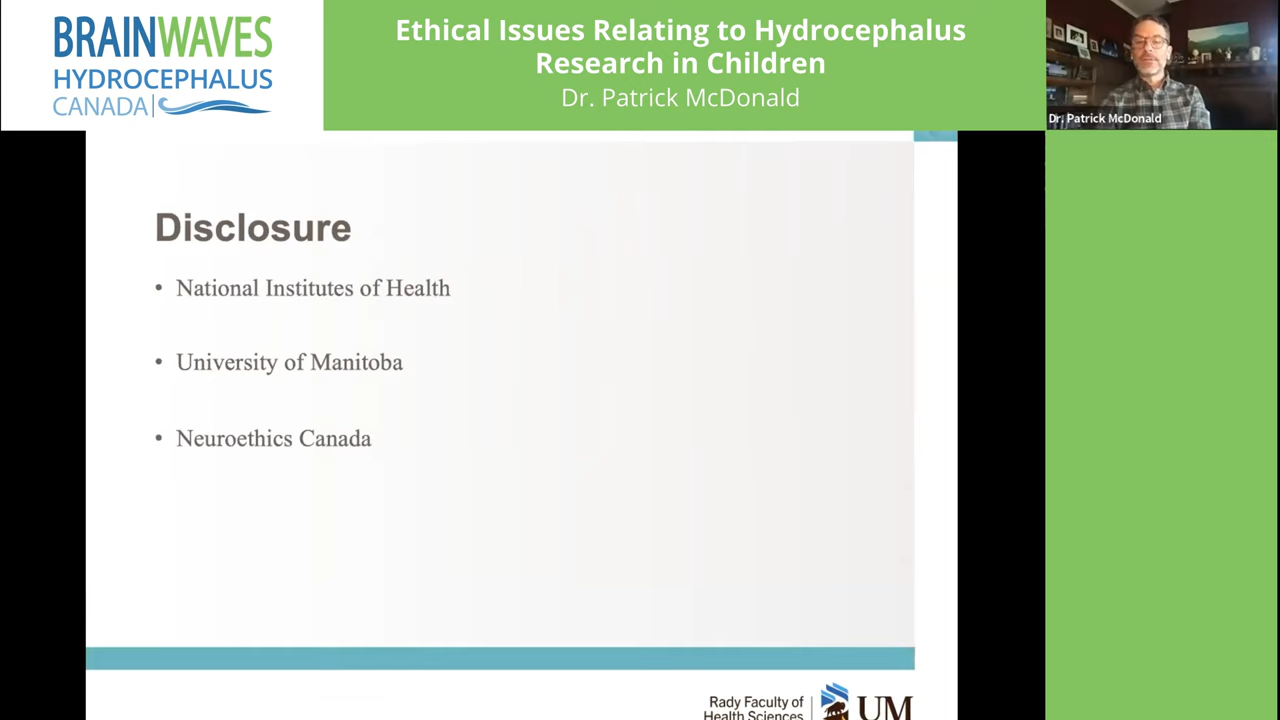 BRAINWAVES
HYDROCEPHALUS
CANADA
Ethical Issues Relating to Hydrocephalus
Research in Children
Dr. Patrick McDonald
Dr. Patrick McDonald
Disclosure
• National Institutes of Health
• University of Manitoba
• Neuroethics Canada
Rady Faculty of
Health Sciences
UM